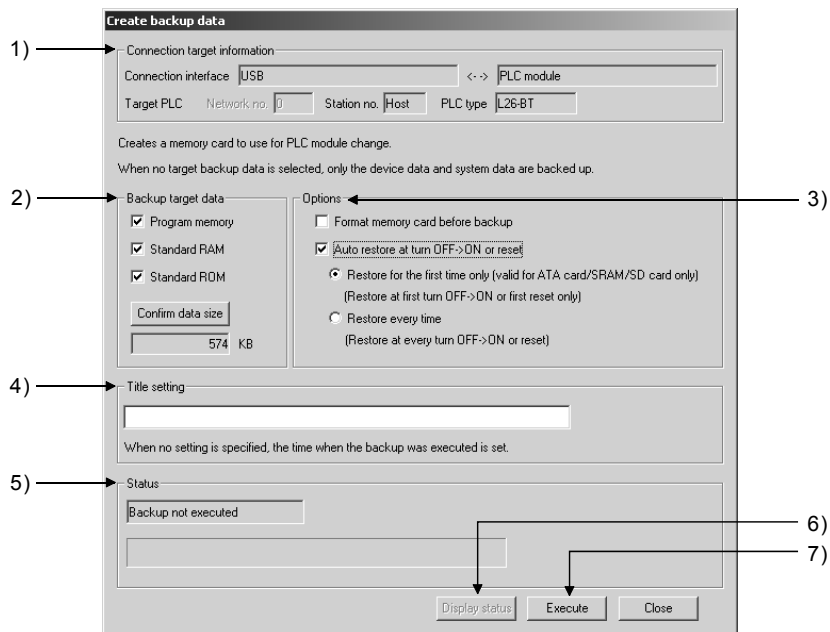 Create backup data
1)
Connection target information
Connection interface USB <--> PLC module
Target PLC Network no. 0 Station no. Host PLC type L26-BT
Creates a memory card to use for PLC module change.
When no target backup data is selected, only the device data and system data are backed up.
2)
Backup target data
Program memory
Standard RAM
Standard ROM
Confirm data size
574 KB
3)
Options
Format memory card before backup
Auto restore at turn OFF->ON or reset
Restore for the first time only (valid for ATA card/SRAM/SD card only)
(Restore at first turn OFF->ON or first reset only)
Restore every time
(Restore at every turn OFF->ON or reset)
4)
Title setting
When no setting is specified, the time when the backup was executed is set.
5)
Status
Backup not executed
6)
7)
Display status Execute Close